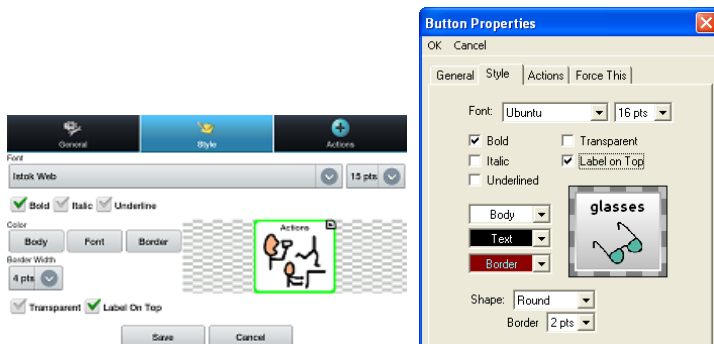 General Style Actions
Font
Istok Web 15 pts
Bold Italic Underline
Color
Body Font Border
Border Width
4 pts
Actions
Transparent Label On Top
Save Cancel
Button Properties
OK Cancel
General Style Actions Force This
Font: Ubuntu 16 pts
Bold Transparent
Italic Label on Top
Underlined
Body
Text
Border
glasses
Shape: Round
Border 2 pts